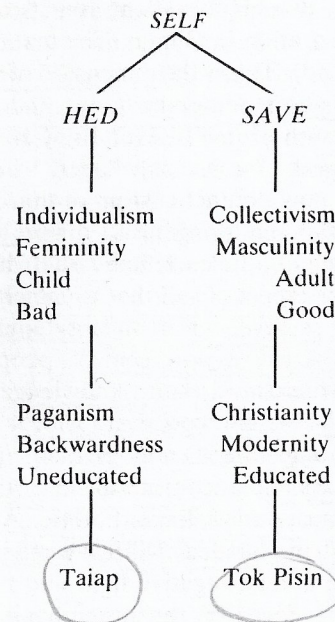 SELF
HED SAVE
Individualism Collectivism
Femininity Masculinity
Child Adult
Bad Good
Paganism Christianity
Backwardness Modernity
Uneducated Educated
Taiap Tok Pisin